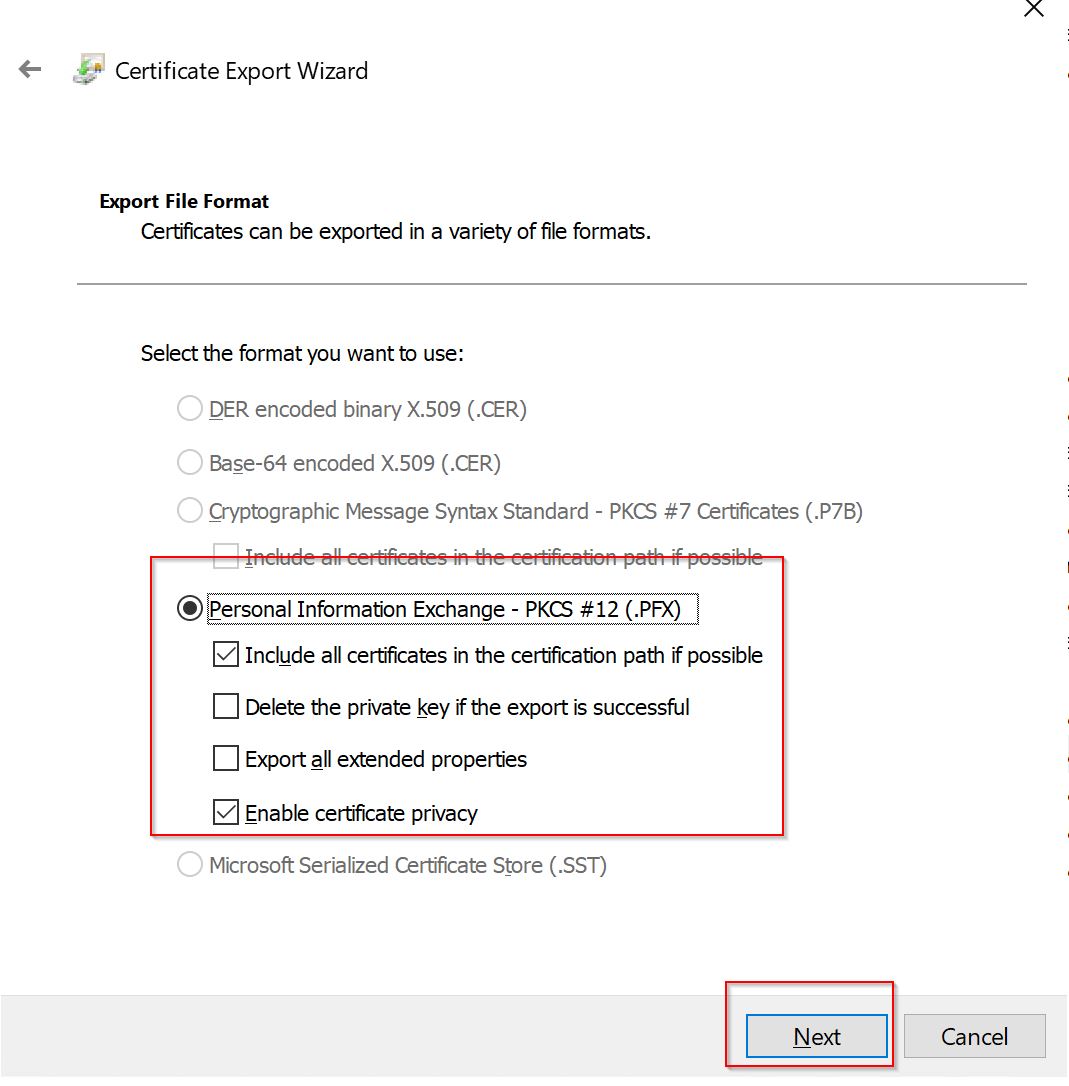 Certificate Export Wizard
Export File Format
Certificates can be exported in a variety of file formats.
Select the format you want to use:
DER encoded binary X.509 (.CER)
Base-64 encoded X.509 (.CER)
Cryptographic Message Syntax Standard - PKCS #7 Certificates (.P7B)
Include all certificates in the certification path if possible
Personal Information Exchange - PKCS #12 (.PFX)
Include all certificates in the certification path if possible
Delete the private key if the export is successful
Export all extended properties
Enable certificate privacy
Microsoft Serialized Certificate Store (.SST)
Next
Cancel